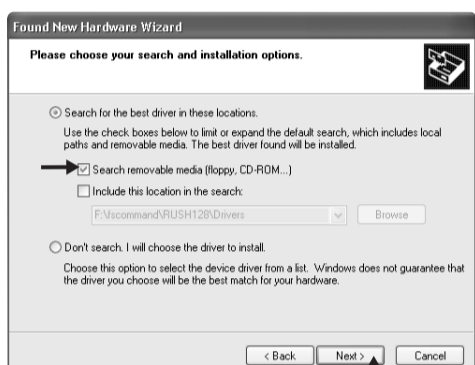 Found New Hardware Wizard
Please choose your search and installation options.
Search for the best driver in these locations.
Use the check boxes below to limit or expand the default search, which includes local
paths and removable media. The best driver found will be installed.
Search removable media (floppy, CD-ROM...)
Include this location in the search:
F:\fscommand\RUSH128\Drivers
Browse
Don't search. I will choose the driver to install.
Choose this option to select the device driver from a list. Windows does not guarantee that
the driver you choose will be the best match for your hardware.
< Back Next > Cancel